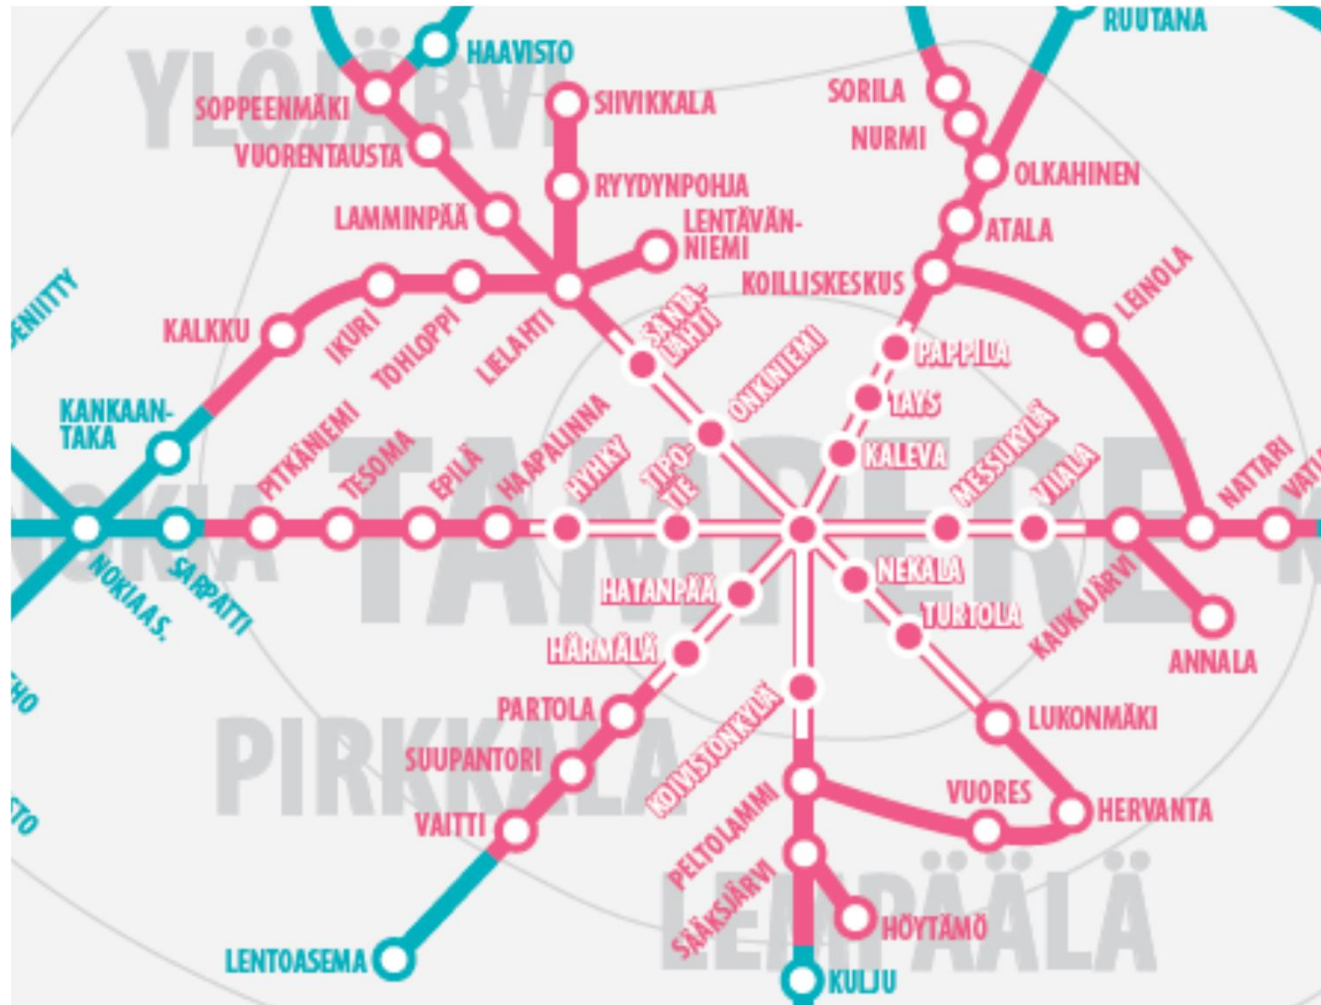 RUUTANA
HAAVISTO
YLÖJÄRVI
SOPPEENMÄKI
SIIVIKKALA
SORILA
NURMI
VUORENTAUSTA
OLKAHINEN
RYYDYNPOHJA
LAMMINPÄÄ
LENTÄVÄN-
NIEMI
ATALA
KOILLISKESKUS
LEINOLA
KALKKU
IKURI
TOHLOPPI
LIELAHTI
SANTA-
LAHTI
ONKINIEMI
PAPPILA
TAYS
KALEVA
KANKAAN-
TAKA
PITKÄNIEMI
TESOMA
EPILÄ
HAAPALINNA
HYHKY
TIPO-
TIE
MESSUKYLÄ
VIIALA
NATTARI
TAMPERE
NOKIA
NOKIA AS.
SARPATTI
HATANPÄÄ
NEKALA
TURTOLA
KAUKAJÄRVI
HÄRMÄLÄ
ANNALA
PARTOLA
LUKONMÄKI
PIRKKALA
SUUPANTORI
KOIVISTONKYLÄ
VUORES
HERVANTA
VAITTI
PELTOLAMMI
SÄÄKSJÄRVI
LEMPÄÄLÄ
HÖYTÄMÖ
LENTOASEMA
KULJU